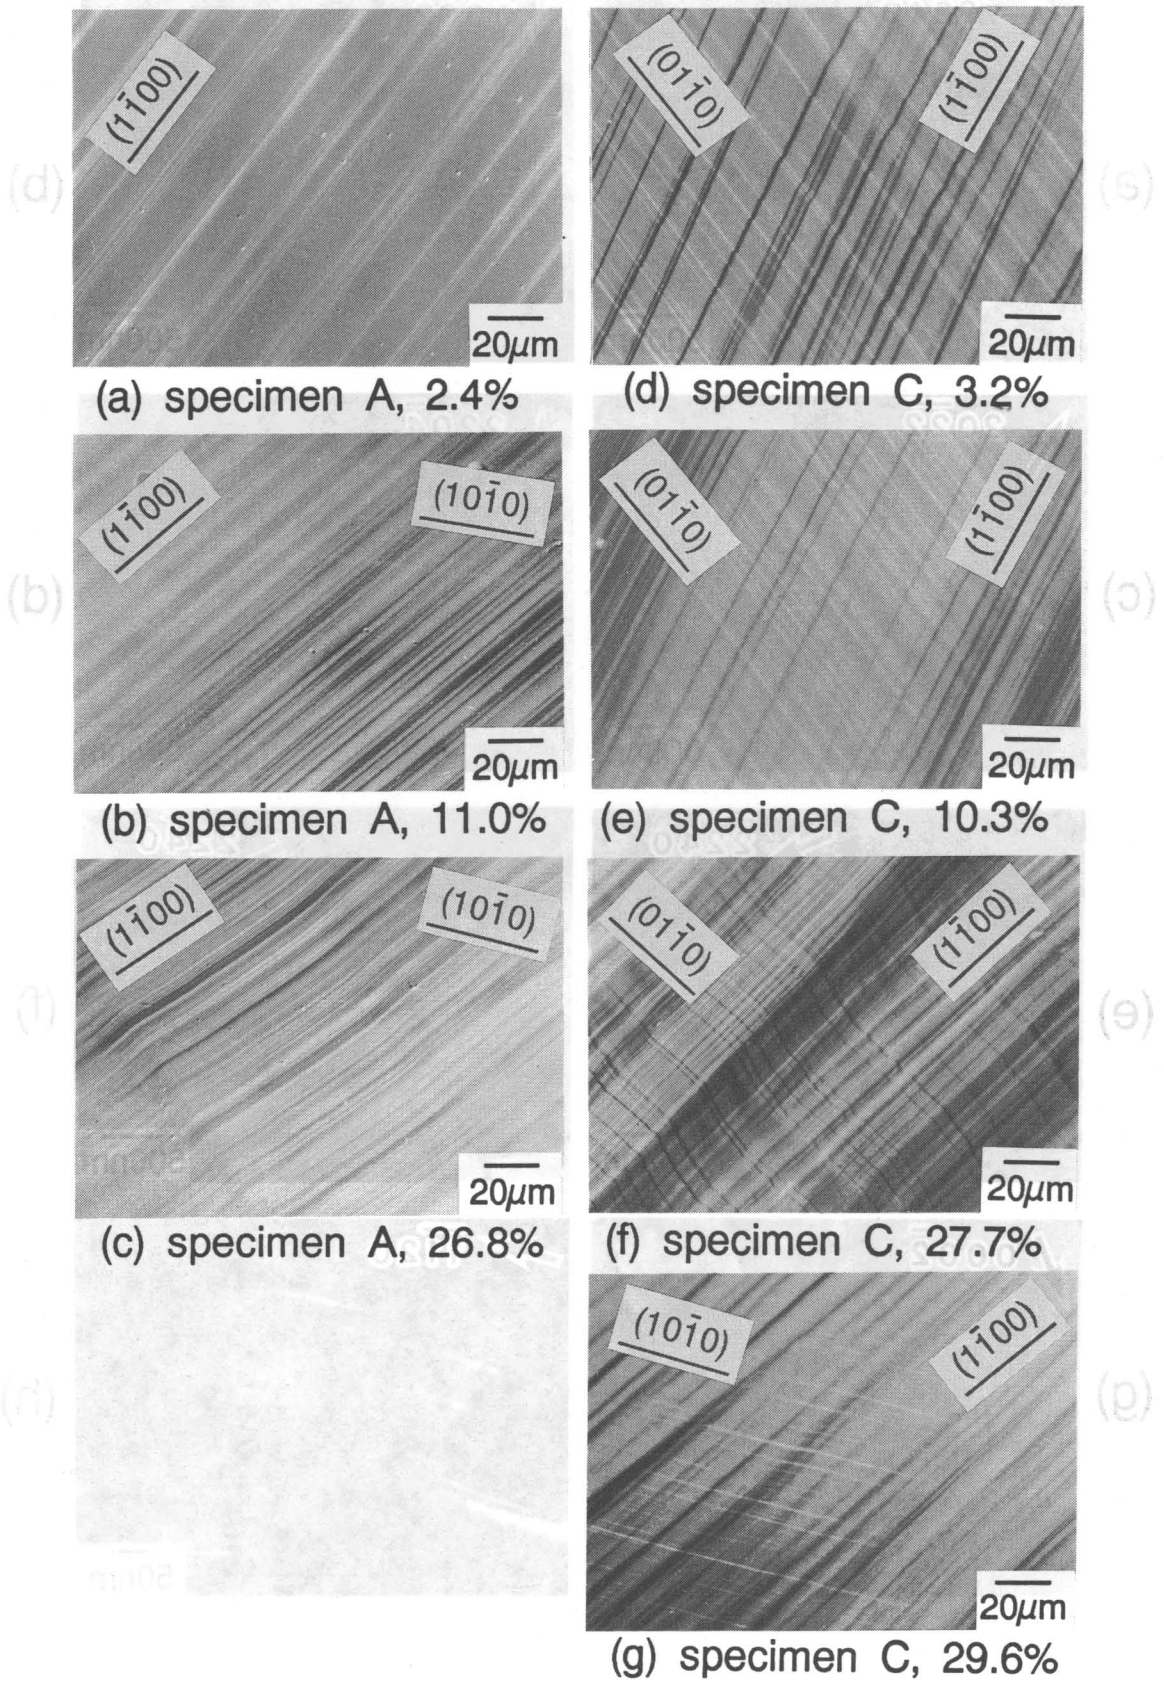 (11̄00)
20μm
(a) specimen A, 2.4%
(011̄0)
(11̄00)
20μm
(d) specimen C, 3.2%
(11̄00)
(101̄0)
20μm
(b) specimen A, 11.0%
(011̄0)
(11̄00)
20μm
(e) specimen C, 10.3%
(11̄00)
(101̄0)
20μm
(c) specimen A, 26.8%
(011̄0)
(11̄00)
20μm
(f) specimen C, 27.7%
(101̄0)
(11̄00)
20μm
(g) specimen C, 29.6%